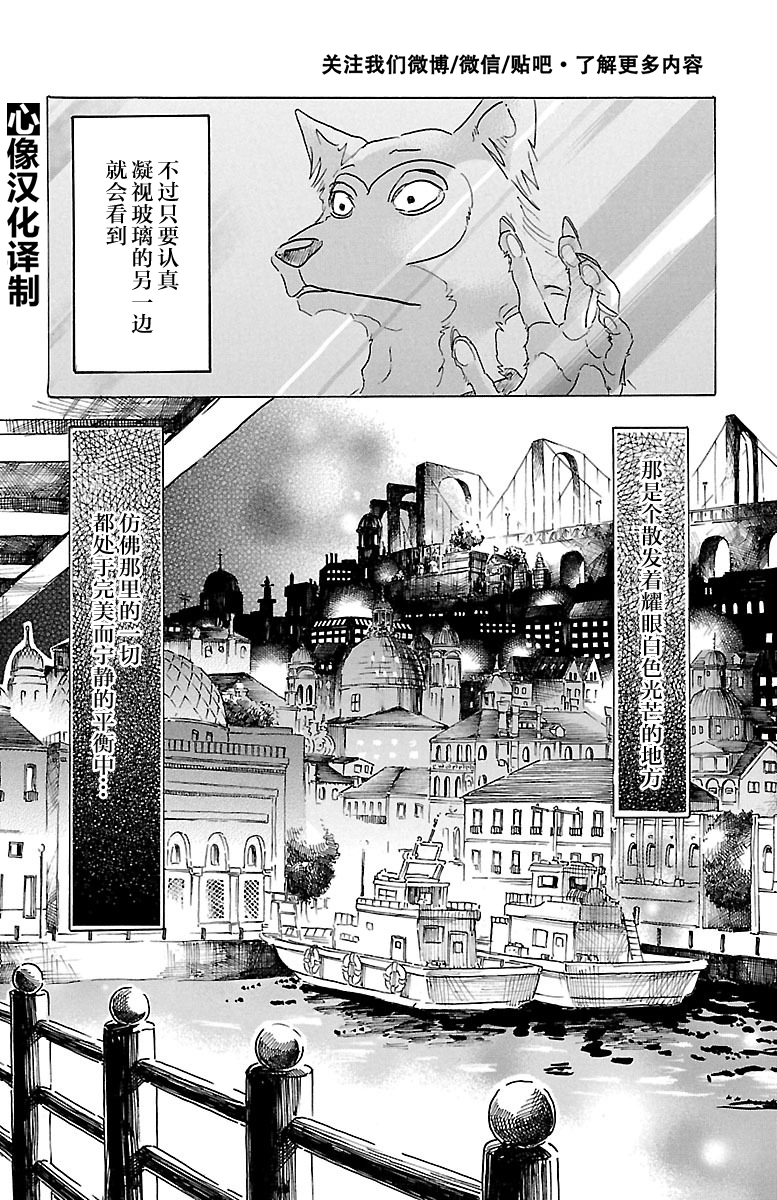 关注我们微博/微信/贴吧·了解更多内容
心像汉化译制
不过只要认真
凝视玻璃的另一边
就会看到
那是个散发着耀眼白色光芒的地方
仿佛那里的一切
都处于完美而宁静的平衡中…